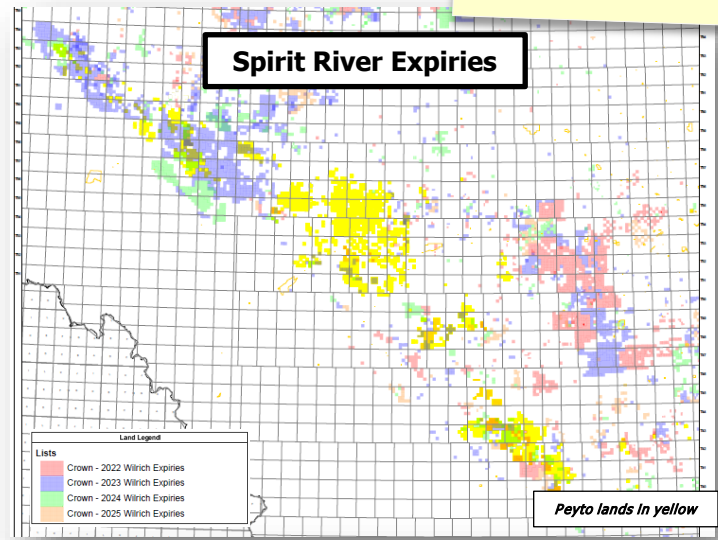 Spirit River Expiries
Land Legend
Lists
Crown - 2022 Wilrich Expiries
Crown - 2023 Wilrich Expiries
Crown - 2024 Wilrich Expiries
Crown - 2025 Wilrich Expiries
Peyto lands in yellow